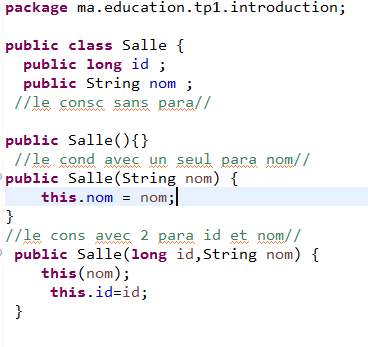 package ma.education.tp1.introduction;
public class Salle {
public long id ;
public String nom ;
//le consc sans para//
public Salle(){}
//le cond avec un seul para nom//
public Salle(String nom) {
this.nom = nom;
}
//le cons avec 2 para id et nom//
public Salle(long id,String nom) {
this(nom);
this.id=id;
}